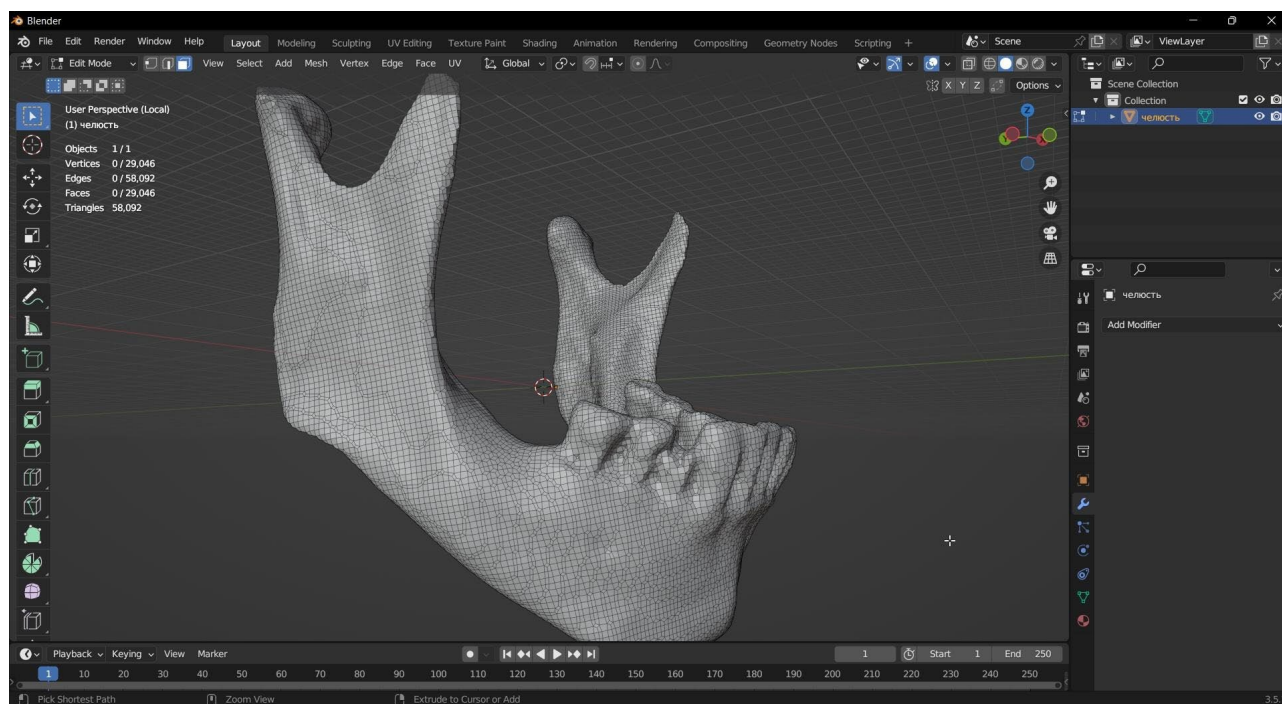 Blender
File Edit Render Window Help Layout Modeling Sculpting UV Editing Texture Paint Shading Animation Rendering Compositing Geometry Nodes Scripting + Scene ViewLayer
Edit Mode View Select Add Mesh Vertex Edge Face UV Global
X Y Z Options
User Perspective (Local)
(1) челюсть
Objects 1/1
Vertices 0/29,046
Edges 0/58,092
Faces 0/29,046
Triangles 58,092
Z
Y
Scene Collection
Collection
челюсть
челюсть
Add Modifier
Playback Keying View Marker 1 Start 1 End 250
1 10 20 30 40 50 60 70 80 90 100 110 120 130 140 150 160 170 180 190 200 210 220 230 240 250
Pick Shortest Path Zoom View Extrude to Cursor or Add 3.5.